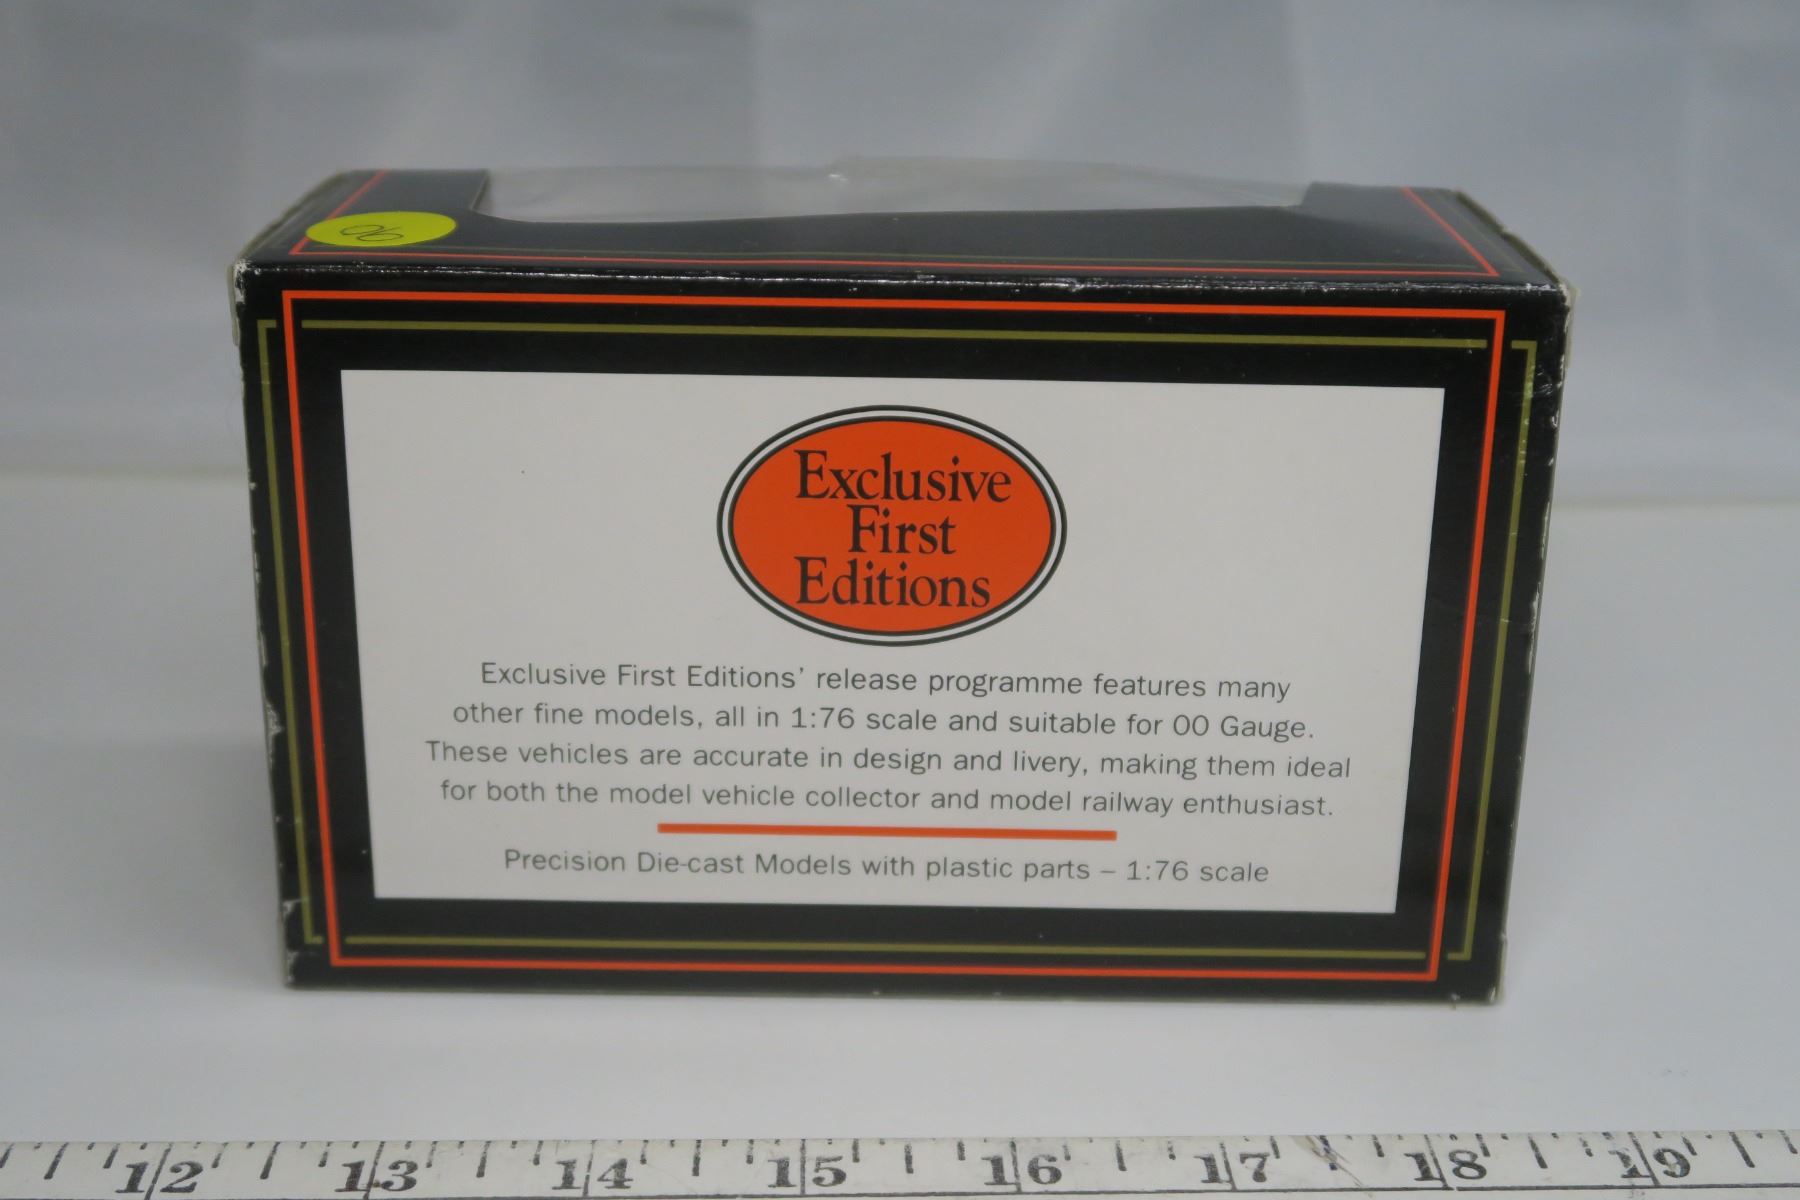 Exclusive
First
Editions
Exclusive First Editions' release programme features many
other fine models, all in 1:76 scale and suitable for 00 Gauge.
These vehicles are accurate in design and livery, making them ideal
for both the model vehicle collector and model railway enthusiast.
Precision Die-cast Models with plastic parts – 1:76 scale
12 13 14 15 16 17 18 19